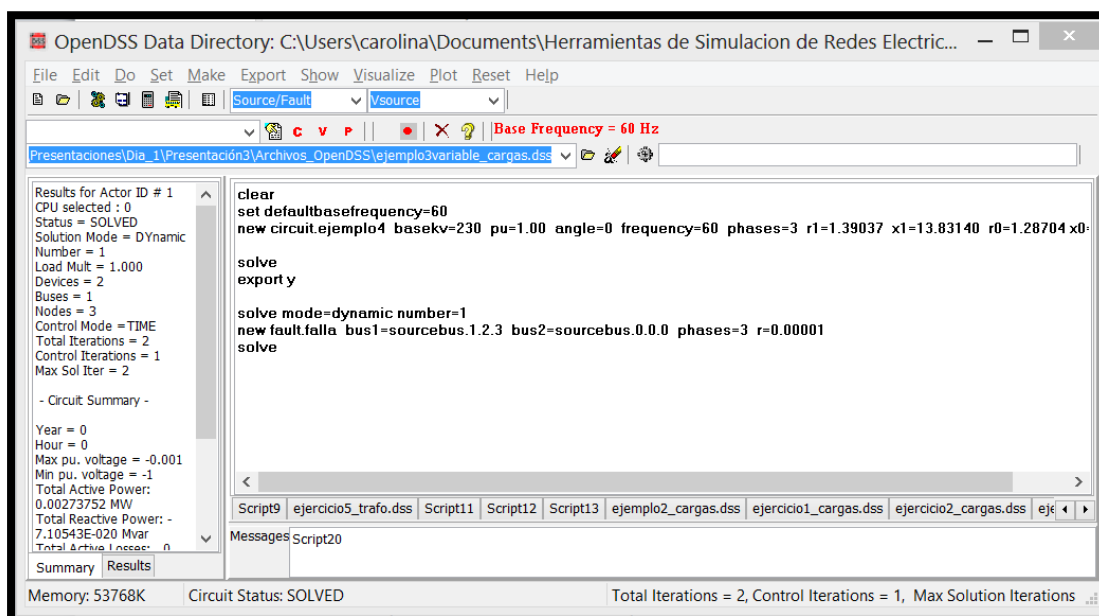 OpenDSS Data Directory: C:\Users\carolina\Documents\Herramientas de Simulacion de Redes Electric...
File Edit Do Set Make Export Show Visualize Plot Reset Help
Source/Fault Vsource
C V P Base Frequency = 60 Hz
Presentaciones\Dia_1\Presentación3\Archivos_OpenDSS\ejemplo3variable_cargas.dss
Results for Actor ID # 1
CPU selected : 0
Status = SOLVED
Solution Mode = DYnamic
Number = 1
Load Mult = 1.000
Devices = 2
Buses = 1
Nodes = 3
Control Mode =TIME
Total Iterations = 2
Control Iterations = 1
Max Sol Iter = 2
- Circuit Summary -
Year = 0
Hour = 0
Max pu. voltage = -0.001
Min pu. voltage = -1
Total Active Power:
0.00273752 MW
Total Reactive Power: -
7.10543E-020 Mvar
Total Active Losses: 0
Summary Results
clear
set defaultbasefrequency=60
new circuit.ejemplo4 basekv=230 pu=1.00 angle=0 frequency=60 phases=3 r1=1.39037 x1=13.83140 r0=1.28704 x0=
solve
export y
solve mode=dynamic number=1
new fault.falla bus1=sourcebus.1.2.3 bus2=sourcebus.0.0.0 phases=3 r=0.00001
solve
Script9 ejercicio5_trafo.dss Script11 Script12 Script13 ejemplo2_cargas.dss ejercicio1_cargas.dss ejercicio2_cargas.dss eje
Messages Script20
Memory: 53768K Circuit Status: SOLVED Total Iterations = 2, Control Iterations = 1, Max Solution Iterations